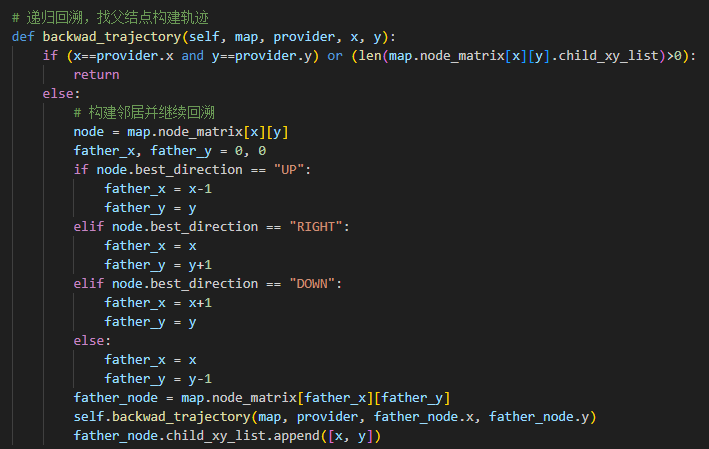 # 递归回溯，找父结点构建轨迹
def backwad_trajectory(self, map, provider, x, y):
    if (x==provider.x and y==provider.y) or (len(map.node_matrix[x][y].child_xy_list)>0):
        return
    else:
        # 构建邻居并继续回溯
        node = map.node_matrix[x][y]
        father_x, father_y = 0, 0
        if node.best_direction == "UP":
            father_x = x-1
            father_y = y
        elif node.best_direction == "RIGHT":
            father_x = x
            father_y = y+1
        elif node.best_direction == "DOWN":
            father_x = x+1
            father_y = y
        else:
            father_x = x
            father_y = y-1
        father_node = map.node_matrix[father_x][father_y]
        self.backwad_trajectory(map, provider, father_node.x, father_node.y)
        father_node.child_xy_list.append([x, y])